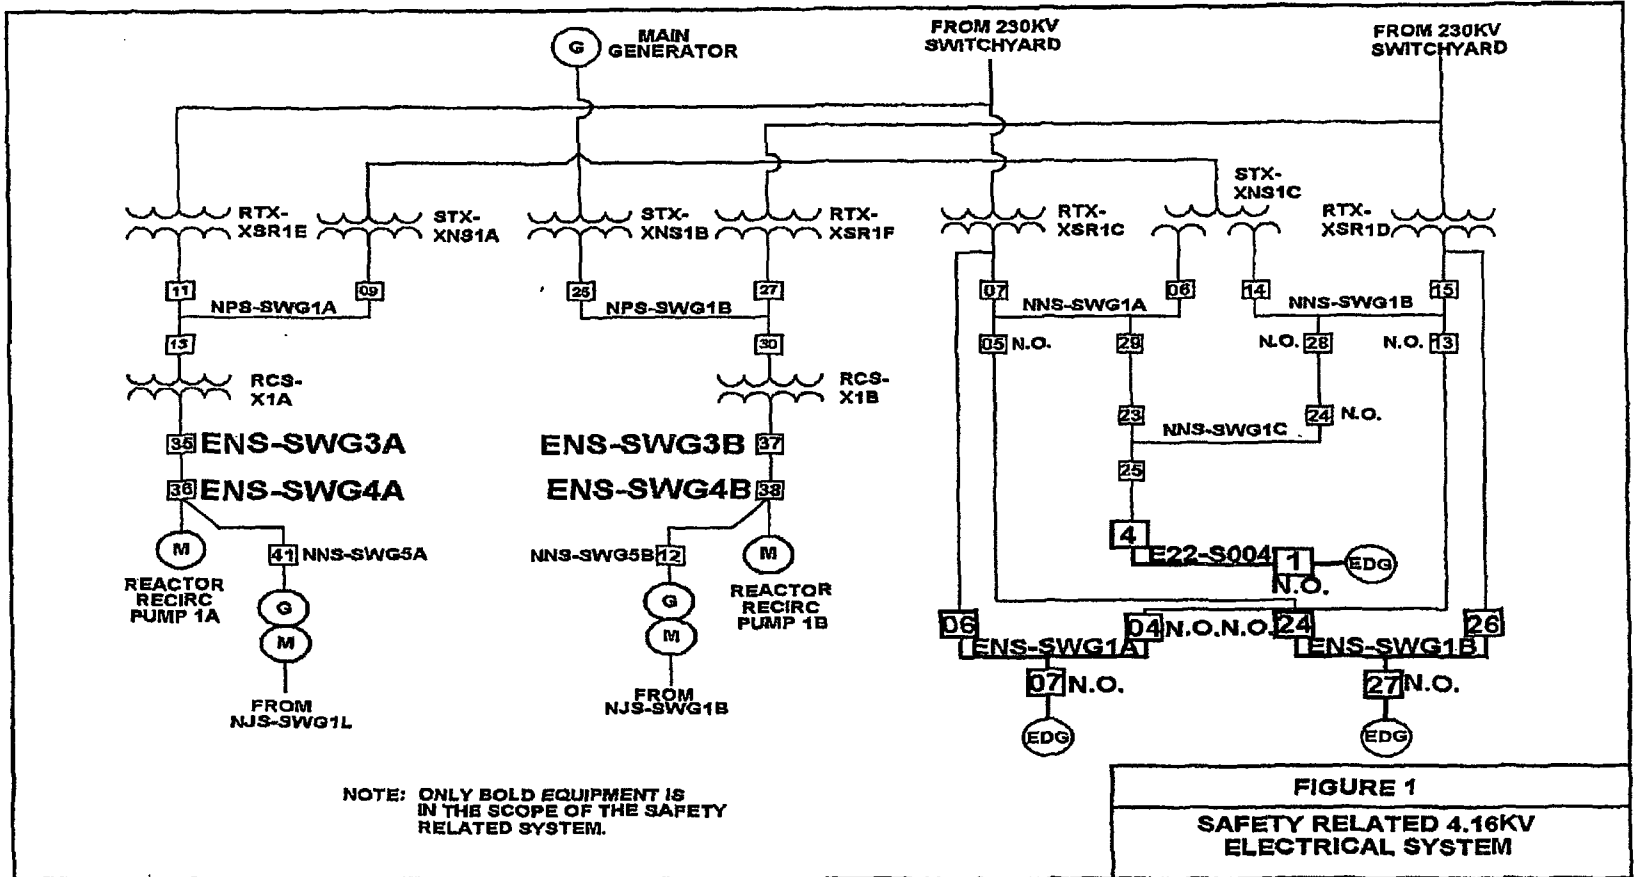 G
MAIN
GENERATOR
FROM 230KV
SWITCHYARD
FROM 230KV
SWITCHYARD
STX-
XNS1C
RTX-
XSR1E
STX-
XNS1A
STX-
XNS1B
RTX-
XSR1F
RTX-
XSR1C
RTX-
XSR1D
11
NPS-SWG1A
09
NPS-SWG1B
27
07
NNS-SWG1A
06
14
NNS-SWG1B
15
13
30
05 N.O.
29
N.O. 28
N.O. 13
RCS-
X1A
RCS-
X1B
23
24 N.O.
NNS-SWG1C
35 ENS-SWG3A
ENS-SWG3B 37
25
36 ENS-SWG4A
ENS-SWG4B 38
M
41 NNS-SWG5A
NNS-SWG5B 12
M
4
E22-S004
1
EDG
N.O.
REACTOR
RECIRC
PUMP 1A
G
M
G
M
REACTOR
RECIRC
PUMP 1B
06
ENS-SWG1A
04 N.O.
N.O. 24
ENS-SWG1B
26
07 N.O.
27 N.O.
EDG
EDG
FROM
NJS-SWG1L
FROM
NJS-SWG1B
NOTE: ONLY BOLD EQUIPMENT IS
IN THE SCOPE OF THE SAFETY
RELATED SYSTEM.
FIGURE 1
SAFETY RELATED 4.16KV
ELECTRICAL SYSTEM